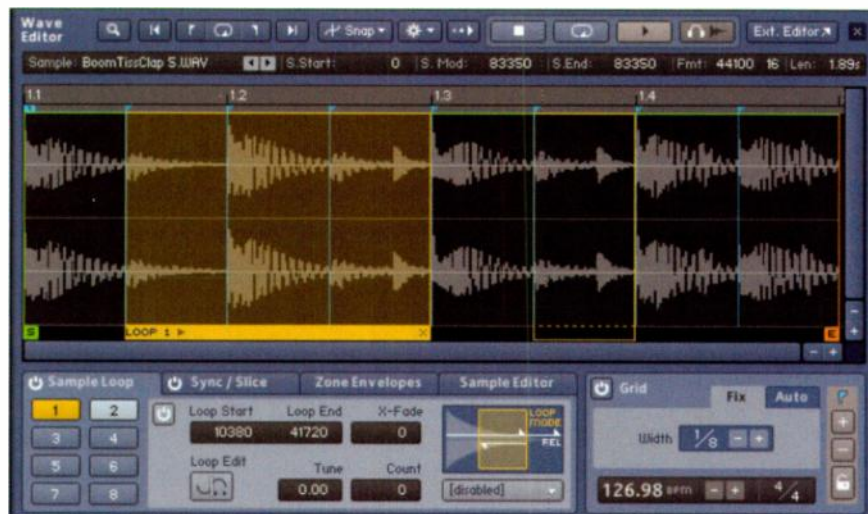 Wave Editor
Snap
Ext. Editor
Sample: BoomTissClap S.WAV S.Start: 0 S. Mod: 83350 S.End: 83350 Fmt: 44100 16 Len: 1.89s
1.1 1.2 1.3 1.4
S LOOP 1 E
Sample Loop Sync / Slice Zone Envelopes Sample Editor
1 2
3 4
5 6
7 8
Loop Start Loop End X-Fade
10380 41720 0
Loop Edit Tune Count
0.00 0
LOOP MODE
REL
[disabled]
Grid Fix Auto
Width 1/8
126.98 BPM 4/4